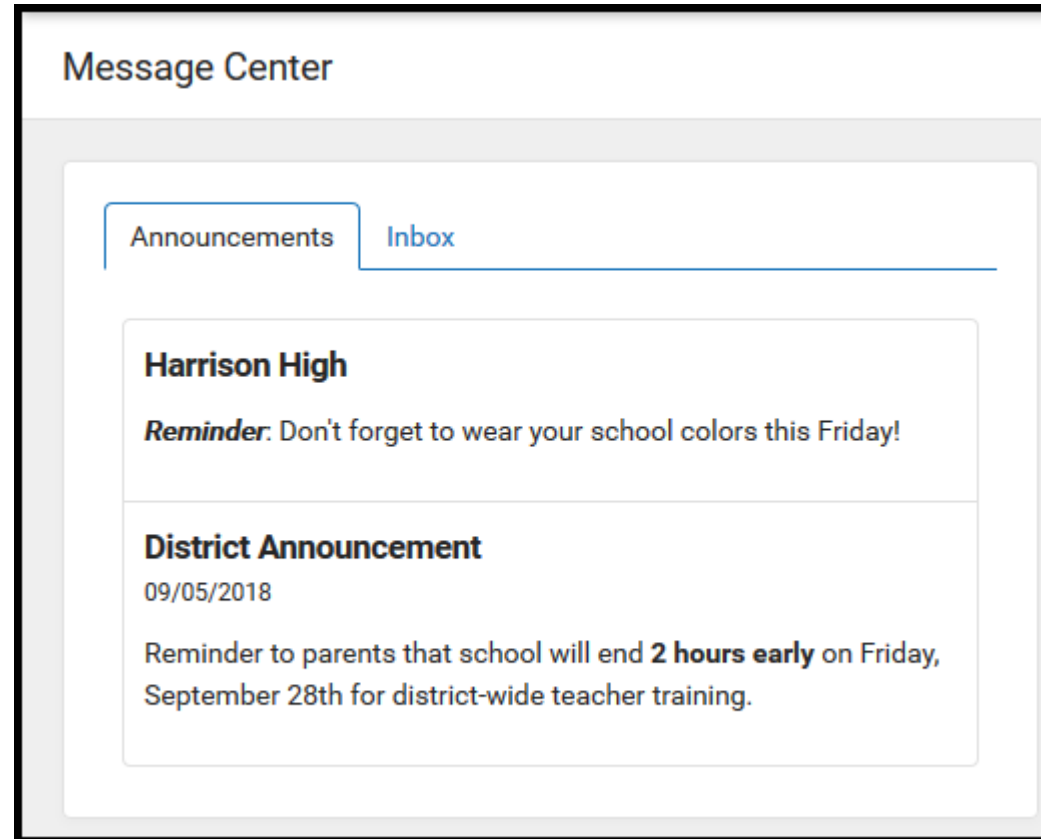 Message Center
Announcements Inbox
Harrison High
Reminder: Don't forget to wear your school colors this Friday!
District Announcement
09/05/2018
Reminder to parents that school will end 2 hours early on Friday,
September 28th for district-wide teacher training.